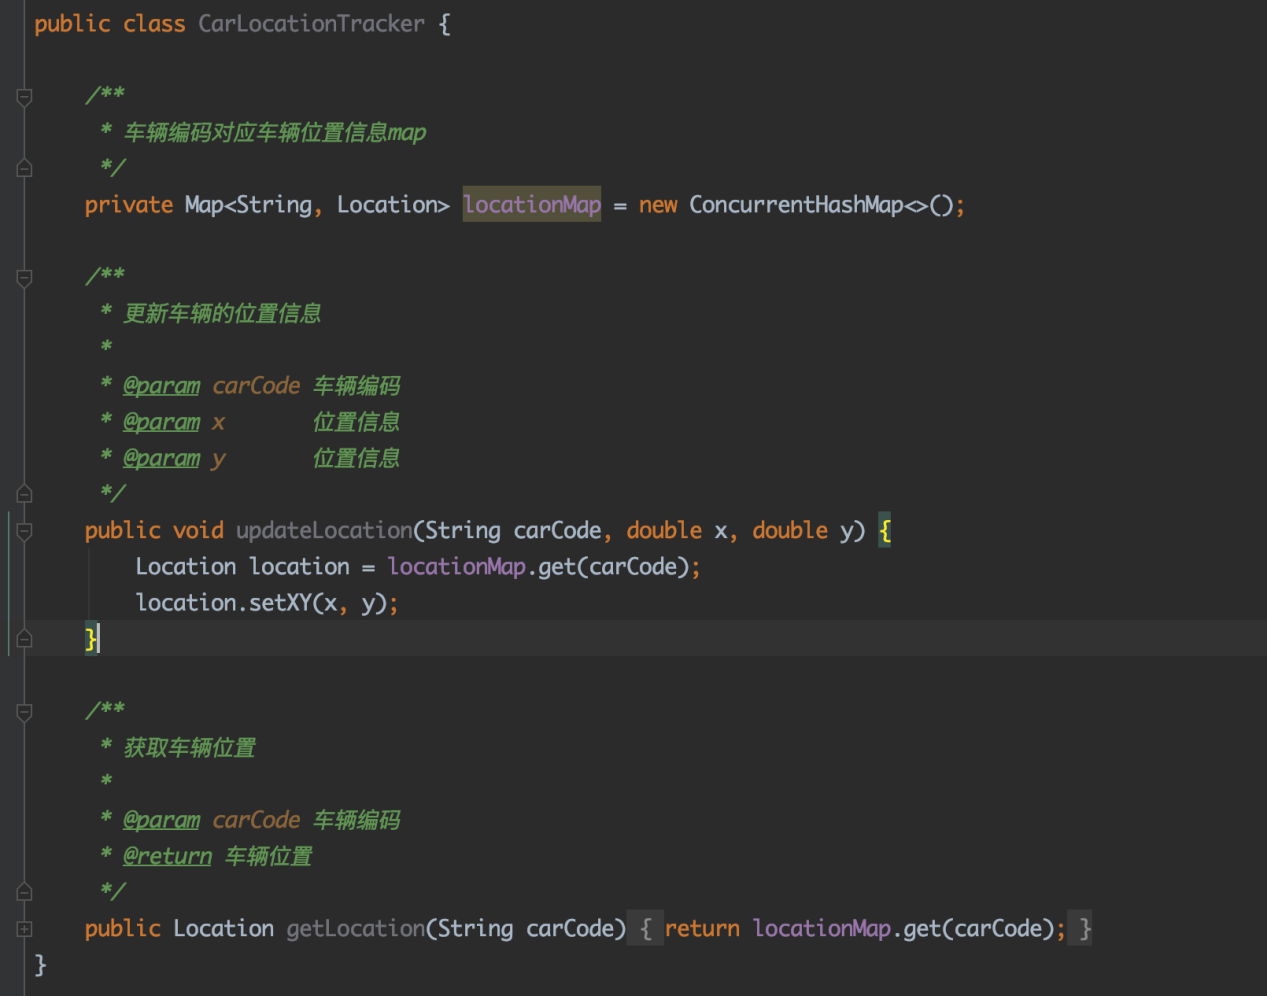 public class CarLocationTracker {
/**
* 车辆编码对应车辆位置信息map
*/
private Map<String, Location> locationMap = new ConcurrentHashMap<>();
/**
* 更新车辆的位置信息
*
* @param carCode 车辆编码
* @param x 位置信息
* @param y 位置信息
*/
public void updateLocation(String carCode, double x, double y) {
Location location = locationMap.get(carCode);
location.setXY(x, y);
}
/**
* 获取车辆位置
*
* @param carCode 车辆编码
* @return 车辆位置
*/
public Location getLocation(String carCode) { return locationMap.get(carCode); }
}